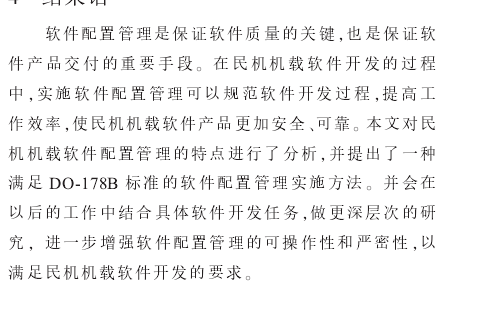 4 结束语
软件配置管理是保证软件质量的关键,也是保证软
件产品交付的重要手段。在民机机载软件开发的过程
中,实施软件配置管理可以规范软件开发过程,提高工
作效率,使民机机载软件产品更加安全、可靠。本文对民
机机载软件配置管理的特点进行了分析,并提出了一种
满足 DO-178B 标准的软件配置管理实施方法。并会在
以后的工作中结合具体软件开发任务,做更深层次的研
究，进一步增强软件配置管理的可操作性和严密性,以
满足民机机载软件开发的要求。